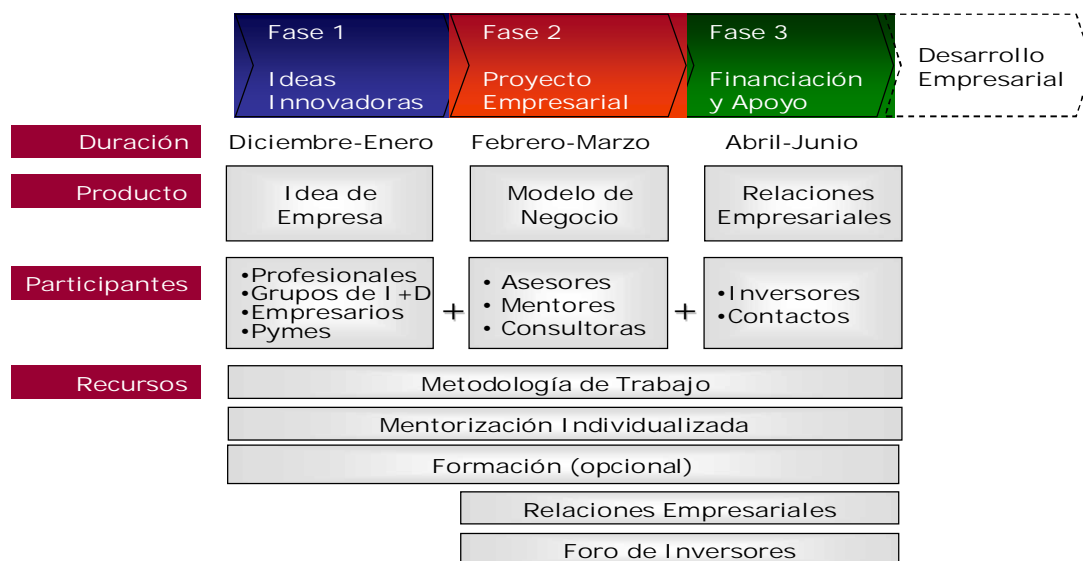 Fase 1
Ideas
Innovadoras
Fase 2
Proyecto
Empresarial
Fase 3
Financiación
y Apoyo
Desarrollo
Empresarial
Duración
Diciembre-Enero
Febrero-Marzo
Abril-Junio
Producto
Idea de
Empresa
Modelo de
Negocio
Relaciones
Empresariales
Participantes
•Profesionales
•Grupos de I+D
•Empresarios
•Pymes
+
• Asesores
• Mentores
• Consultoras
+
•Inversores
•Contactos
Recursos
Metodología de Trabajo
Mentorización Individualizada
Formación (opcional)
Relaciones Empresariales
Foro de Inversores